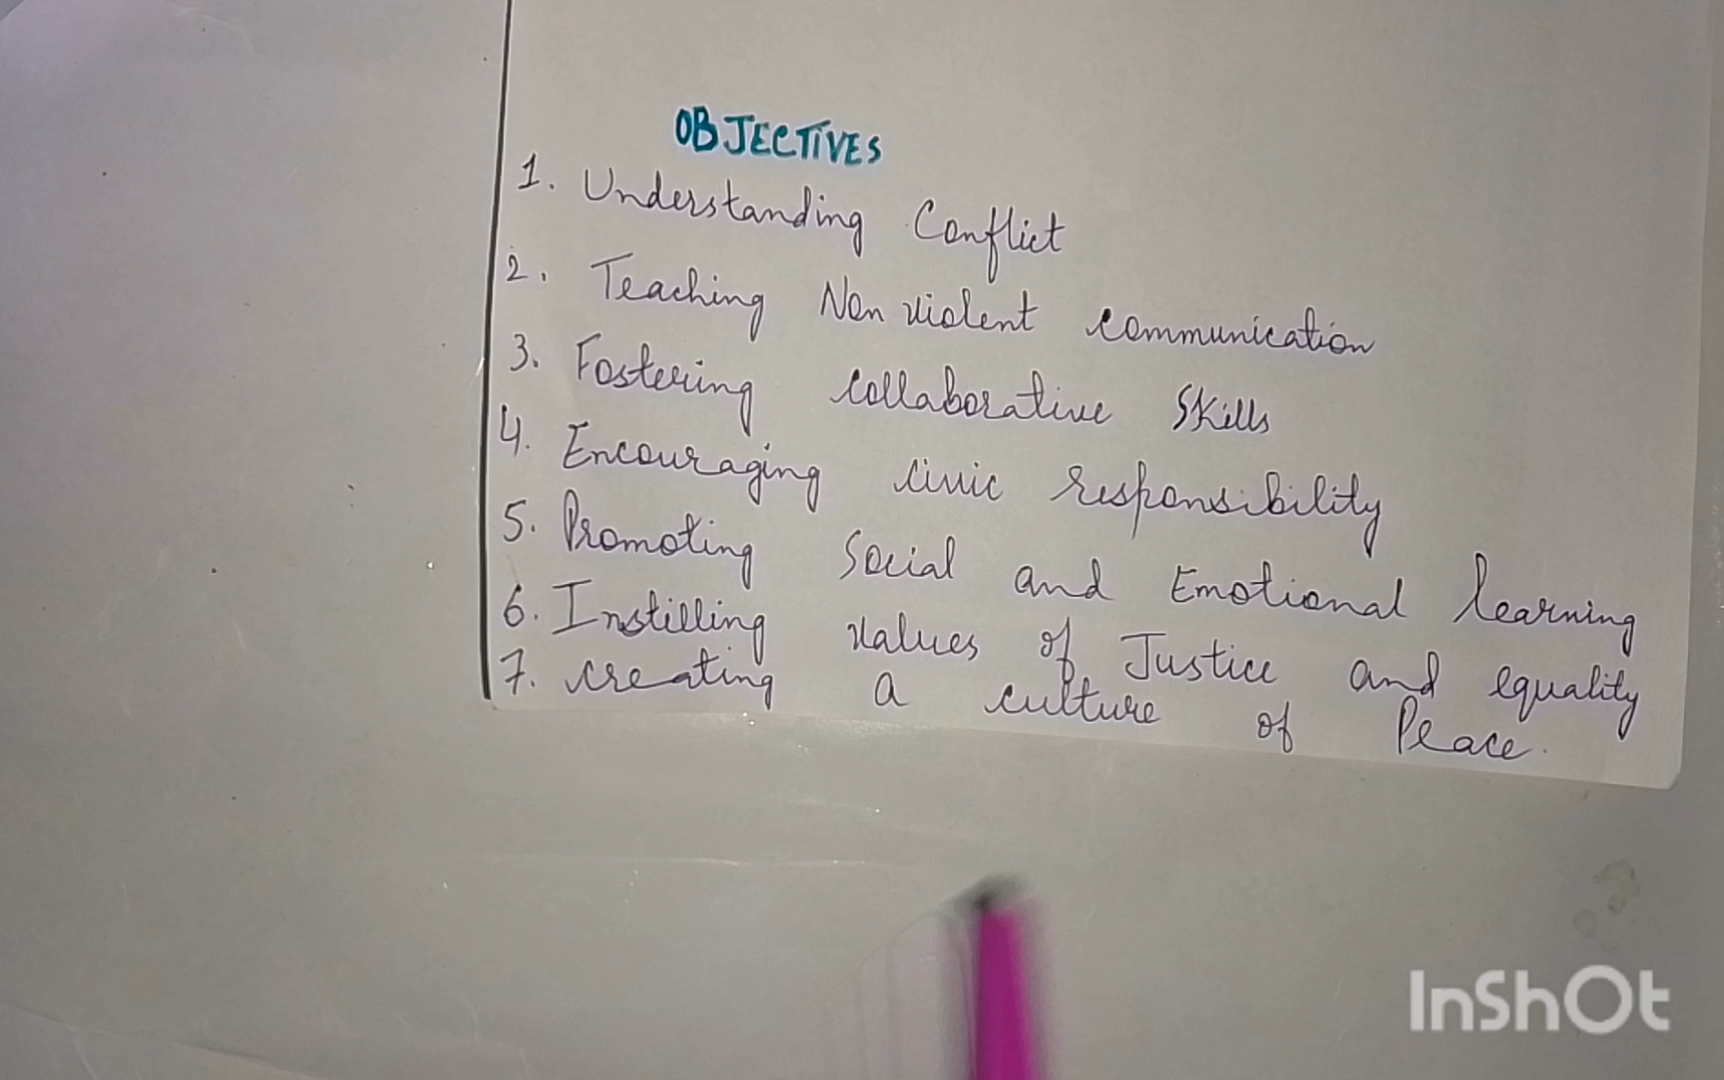 OBJECTIVES
1. Understanding Conflict
2. Teaching Non violent communication
3. Fostering collaborative Skills
4. Encouraging civic responsibility
5. Promoting Social and Emotional learning
6. Instilling values of Justice and equality
7. creating a culture of Peace.
InShOt